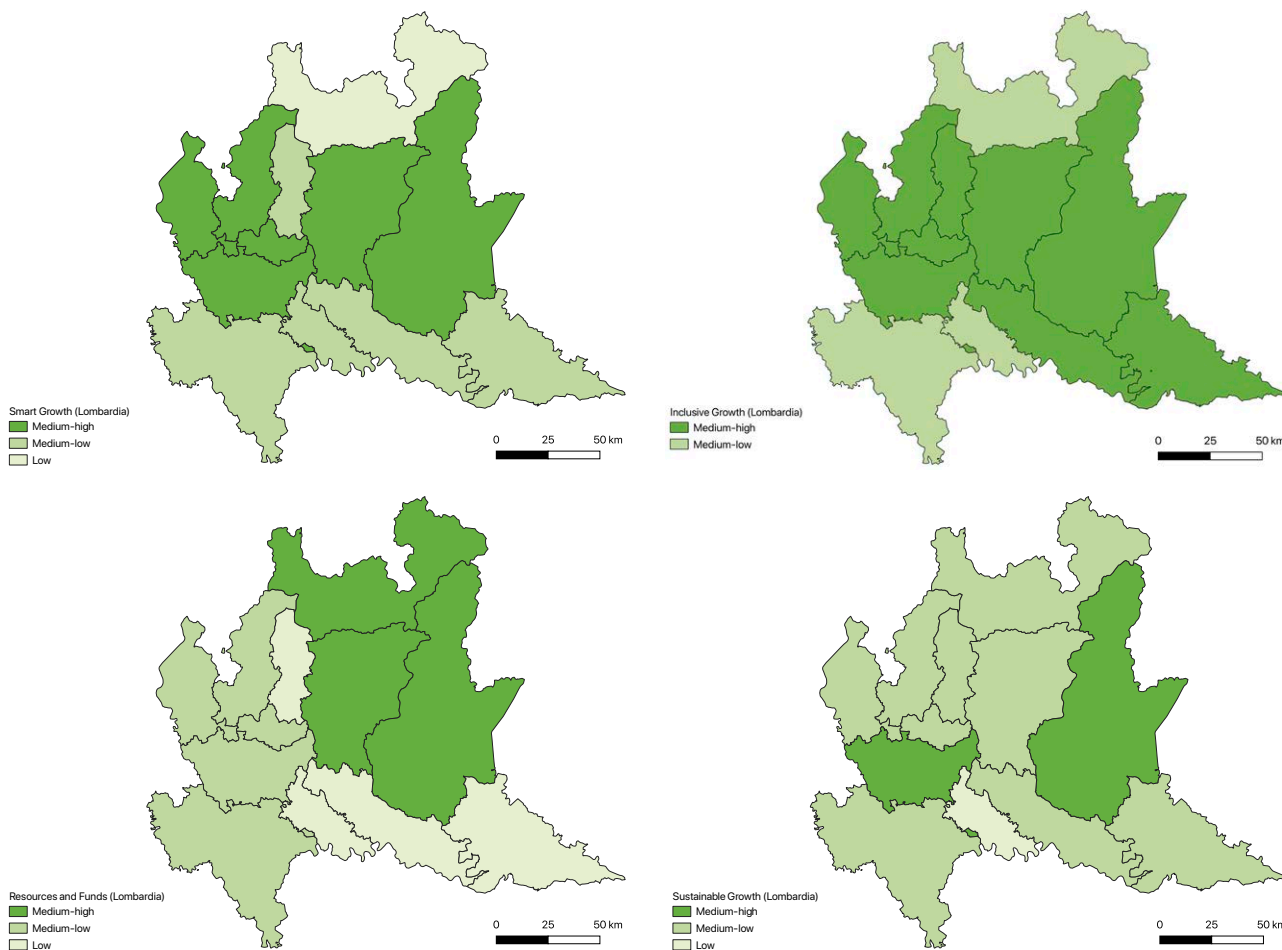 Smart Growth (Lombardia)
Medium-high
Medium-low
Low
0 25 50 km
Inclusive Growth (Lombardia)
Medium-high
Medium-low
0 25 50 km
Resources and Funds (Lombardia)
Medium-high
Medium-low
Low
0 25 50 km
Sustainable Growth (Lombardia)
Medium-high
Medium-low
Low
0 25 50 km